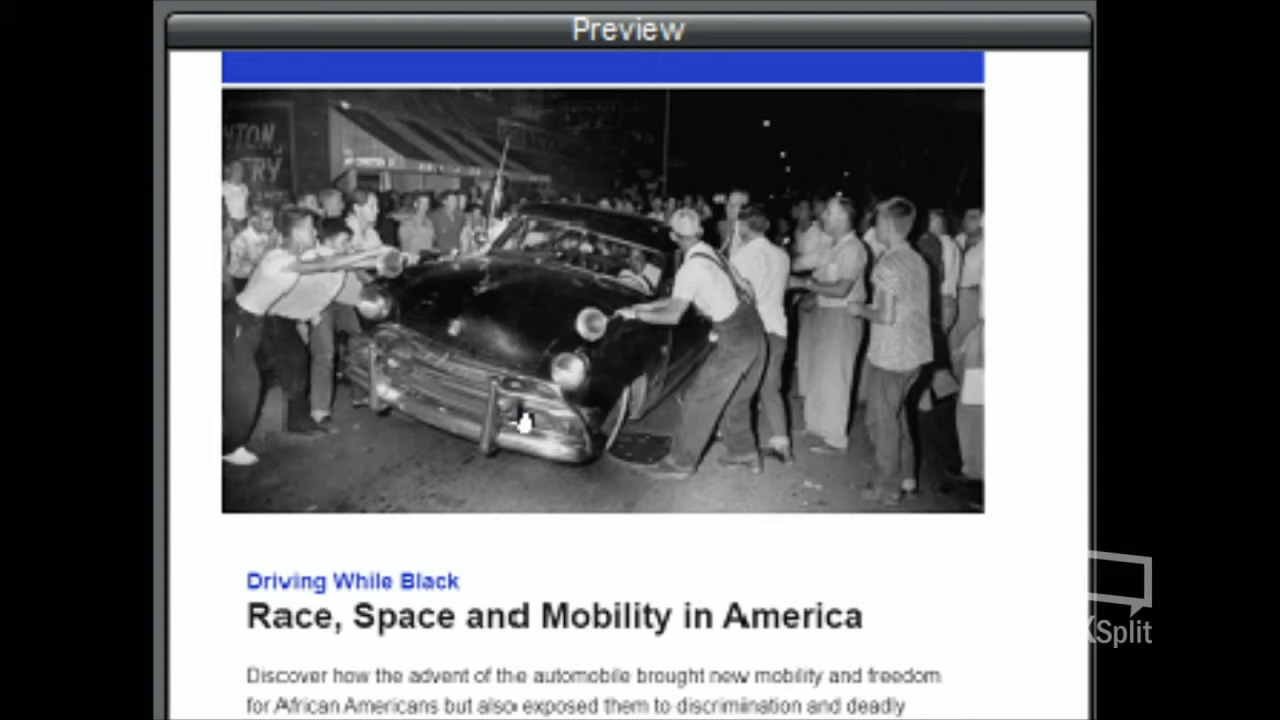 Preview
Driving While Black
Race, Space and Mobility in America
Discover how the advent of the automobile brought new mobility and freedom
for African Americans but also exposed them to discrimination and deadly
XSplit